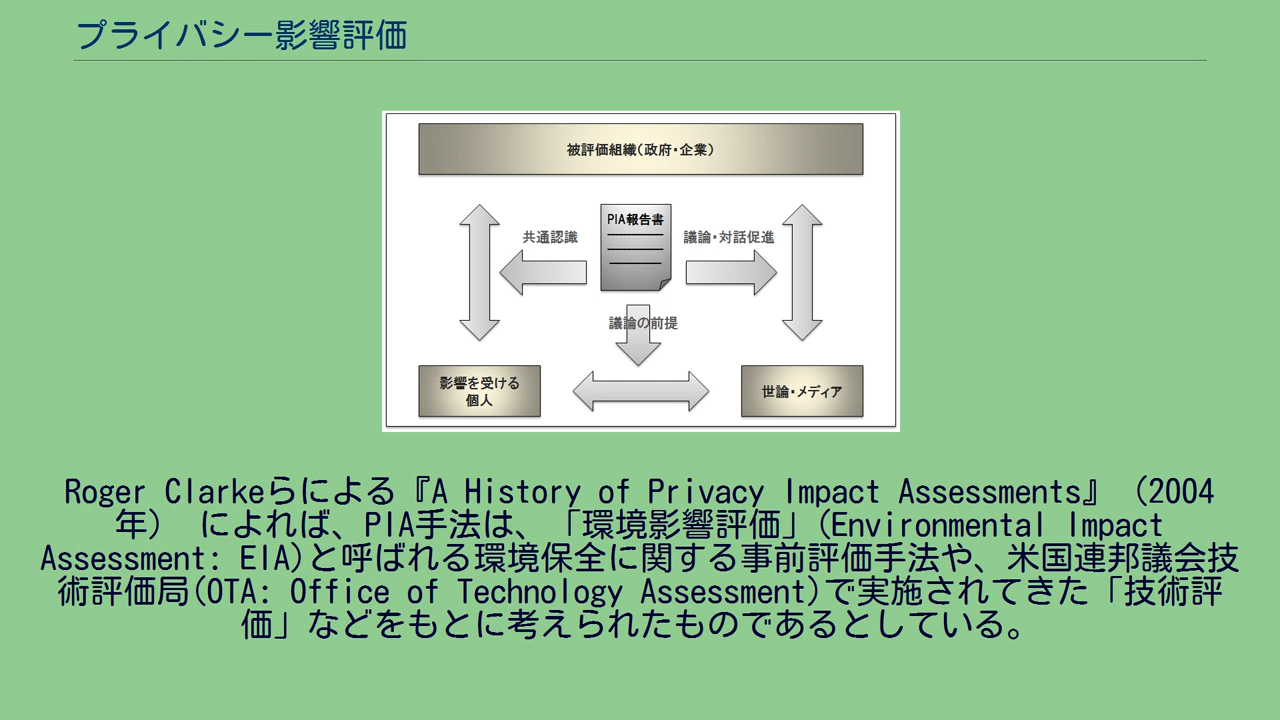 プライバシー影響評価
被評価組織(政府・企業)
PIA報告書
共通認識
議論・対話促進
議論の前提
影響を受ける
個人
世論・メディア
Roger Clarkeらによる『A History of Privacy Impact Assessments』 (2004
年) によれば、PIA手法は、「環境影響評価」(Environmental Impact
Assessment: EIA)と呼ばれる環境保全に関する事前評価手法や、米国連邦議会技
術評価局(OTA: Office of Technology Assessment)で実施されてきた「技術評
価」などをもとに考えられたものであるとしている。